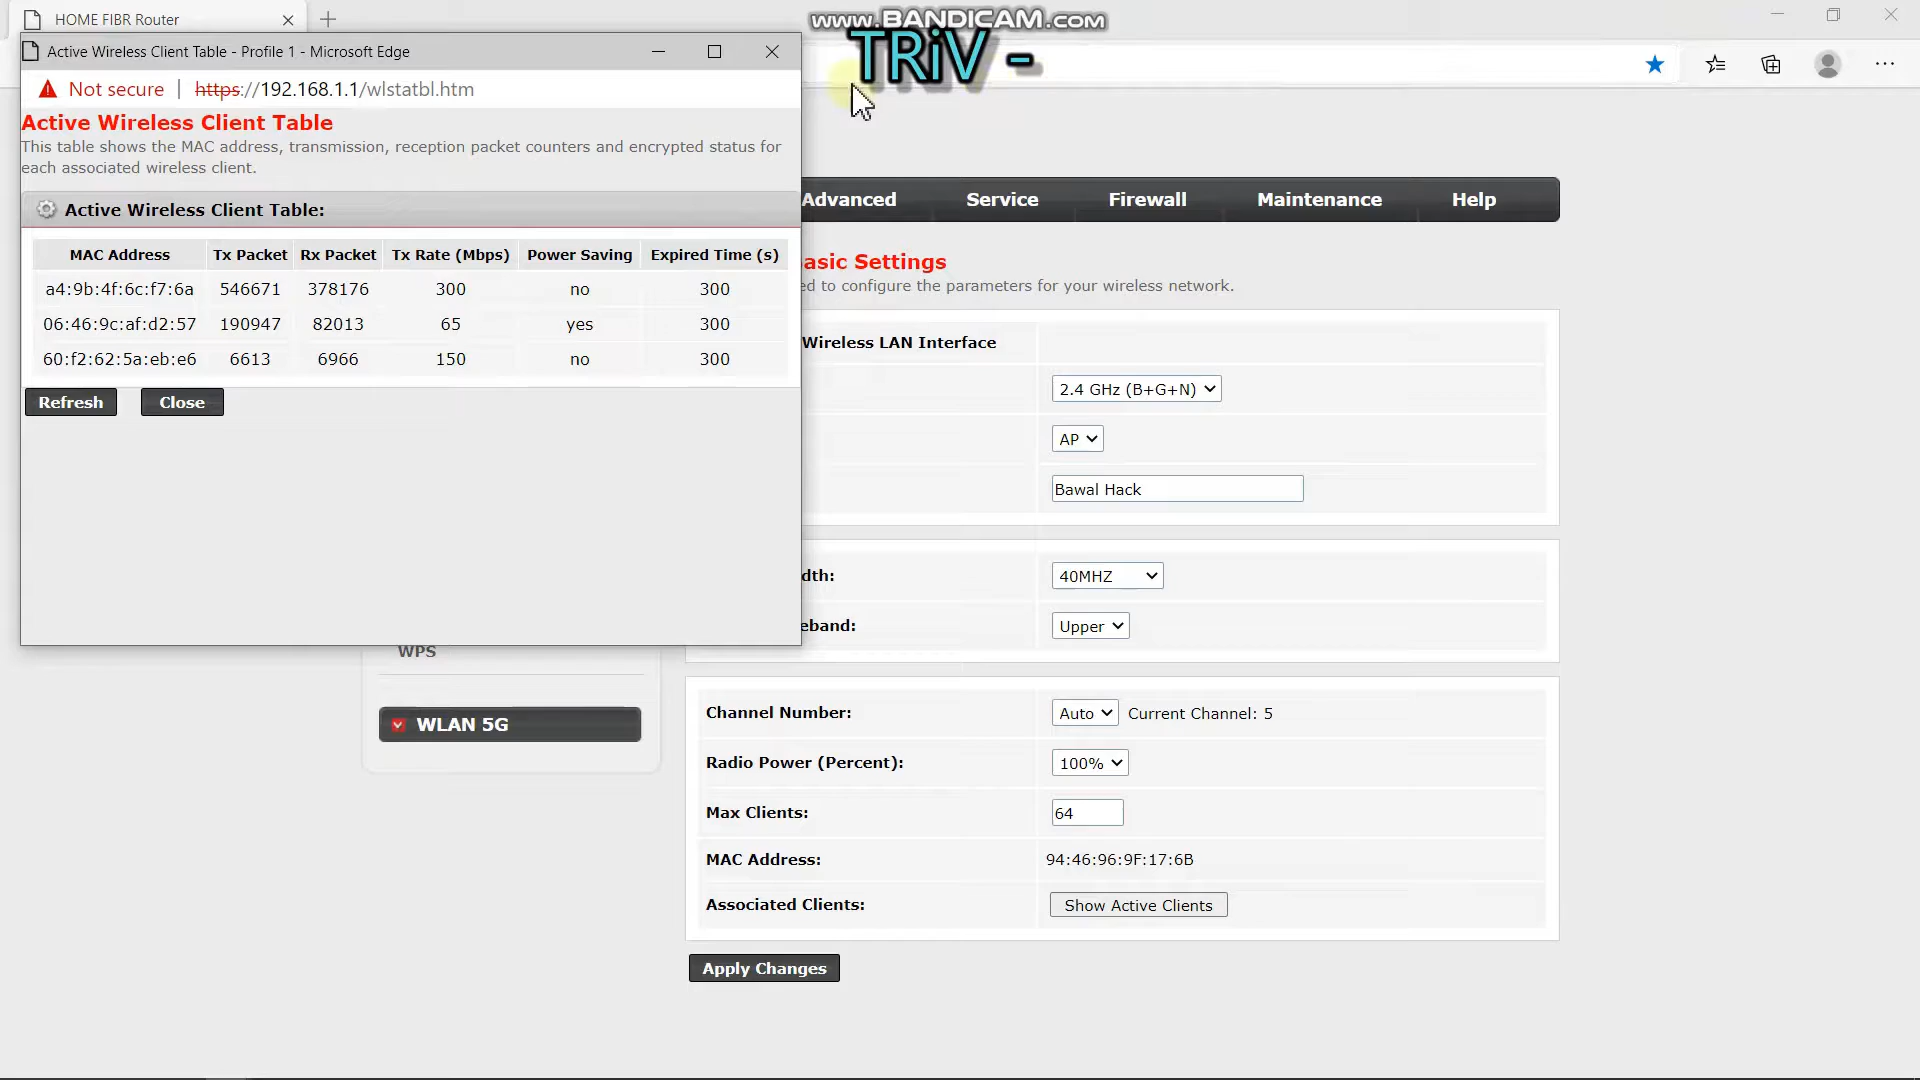 HOME FIBR Router
www.BANDICAM.com
TRiV -
Active Wireless Client Table - Profile 1 - Microsoft Edge
Not secure | https://192.168.1.1/wlstatbl.htm
Active Wireless Client Table
This table shows the MAC address, transmission, reception packet counters and encrypted status for
each associated wireless client.
Active Wireless Client Table:
MAC Address Tx Packet Rx Packet Tx Rate (Mbps) Power Saving Expired Time (s)
a4:9b:4f:6c:f7:6a 546671 378176 300 no 300
06:46:9c:af:d2:57 190947 82013 65 yes 300
60:f2:62:5a:eb:e6 6613 6966 150 no 300
Refresh Close
Advanced Service Firewall Maintenance Help
asic Settings
ed to configure the parameters for your wireless network.
Wireless LAN Interface
2.4 GHz (B+G+N)
AP
Bawal Hack
dth: 40MHZ
eband: Upper
WPS
WLAN 5G
Channel Number: Auto Current Channel: 5
Radio Power (Percent): 100%
Max Clients: 64
MAC Address: 94:46:96:9F:17:6B
Associated Clients: Show Active Clients
Apply Changes